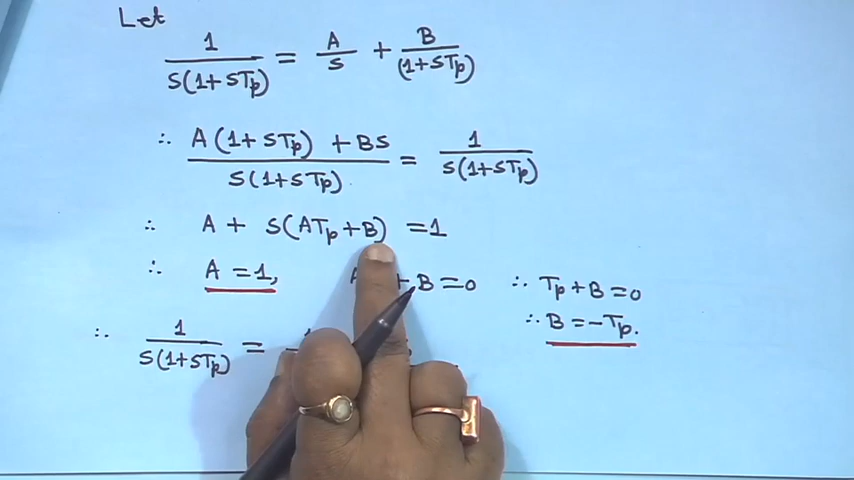 Let
1/(S(1+STp)) = A/S + B/(1+STp)
∴ (A(1+STp) + BS)/(S(1+STp)) = 1/(S(1+STp))
∴ A + S(ATp+B) = 1
∴ A = 1, A + B = 0 ∴ Tp + B = 0
∴ B = -Tp.
∴ 1/(S(1+STp)) =